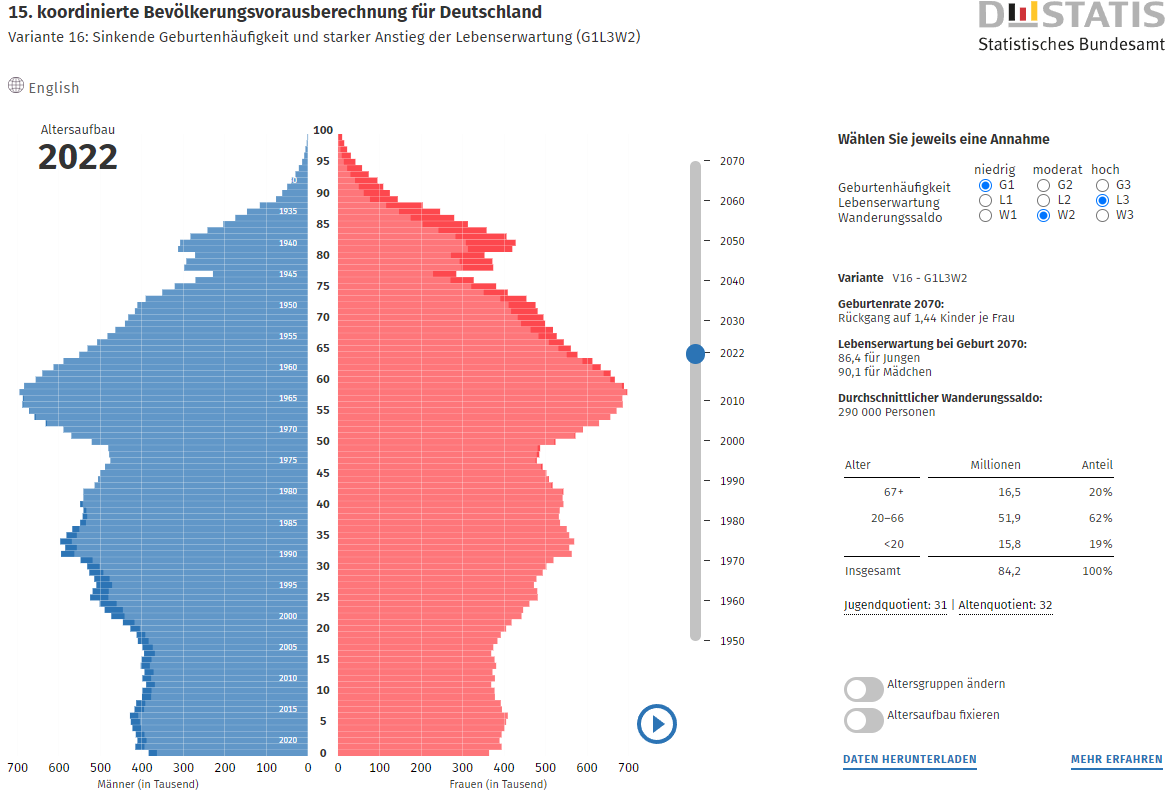 15. koordinierte Bevölkerungsvorausberechnung für Deutschland
Variante 16: Sinkende Geburtenhäufigkeit und starker Anstieg der Lebenserwartung (G1L3W2)
DESTATIS
Statistisches Bundesamt
English
Altersaufbau
2022
100
95
90
85
80
75
70
65
60
55
50
45
40
35
30
25
20
15
10
5
0
1935
1940
1945
1950
1955
1960
1965
1970
1975
1980
1985
1990
1995
2000
2005
2010
2015
2020
700 600 500 400 300 200 100 0
Männer (in Tausend)
0 100 200 300 400 500 600 700
Frauen (in Tausend)
2070
2060
2050
2040
2030
2022
2010
2000
1990
1980
1970
1960
1950
Wählen Sie jeweils eine Annahme
niedrig moderat hoch
Geburtenhäufigkeit G1 G2 G3
Lebenserwartung L1 L2 L3
Wanderungssaldo W1 W2 W3
Variante V16 - G1L3W2
Geburtenrate 2070:
Rückgang auf 1,44 Kinder je Frau
Lebenserwartung bei Geburt 2070:
86,4 für Jungen
90,1 für Mädchen
Durchschnittlicher Wanderungssaldo:
290 000 Personen
Alter Millionen Anteil
67+ 16,5 20%
20–66 51,9 62%
<20 15,8 19%
Insgesamt 84,2 100%
Jugendquotient: 31 | Altenquotient: 32
Altersgruppen ändern
Altersaufbau fixieren
DATEN HERUNTERLADEN
MEHR ERFAHREN